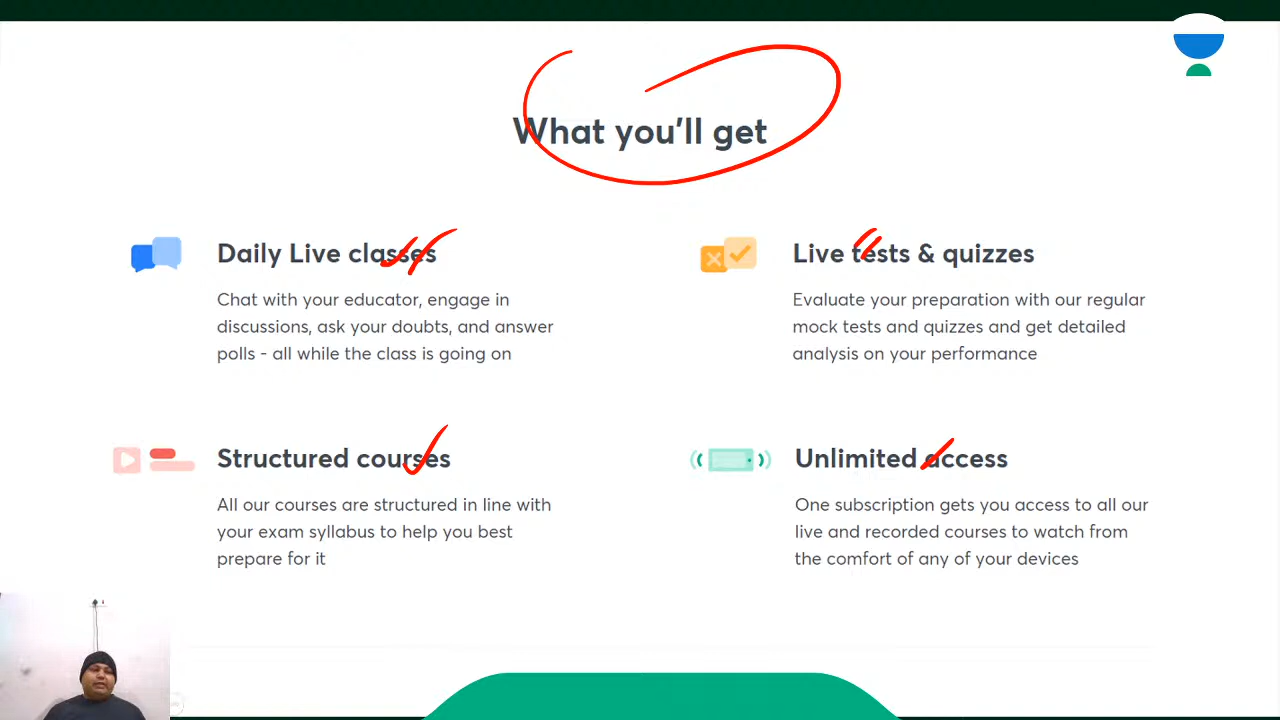 What you'll get
Daily Live classes
Chat with your educator, engage in
discussions, ask your doubts, and answer
polls - all while the class is going on
Live tests & quizzes
Evaluate your preparation with our regular
mock tests and quizzes and get detailed
analysis on your performance
Structured courses
All our courses are structured in line with
your exam syllabus to help you best
prepare for it
Unlimited access
One subscription gets you access to all our
live and recorded courses to watch from
the comfort of any of your devices